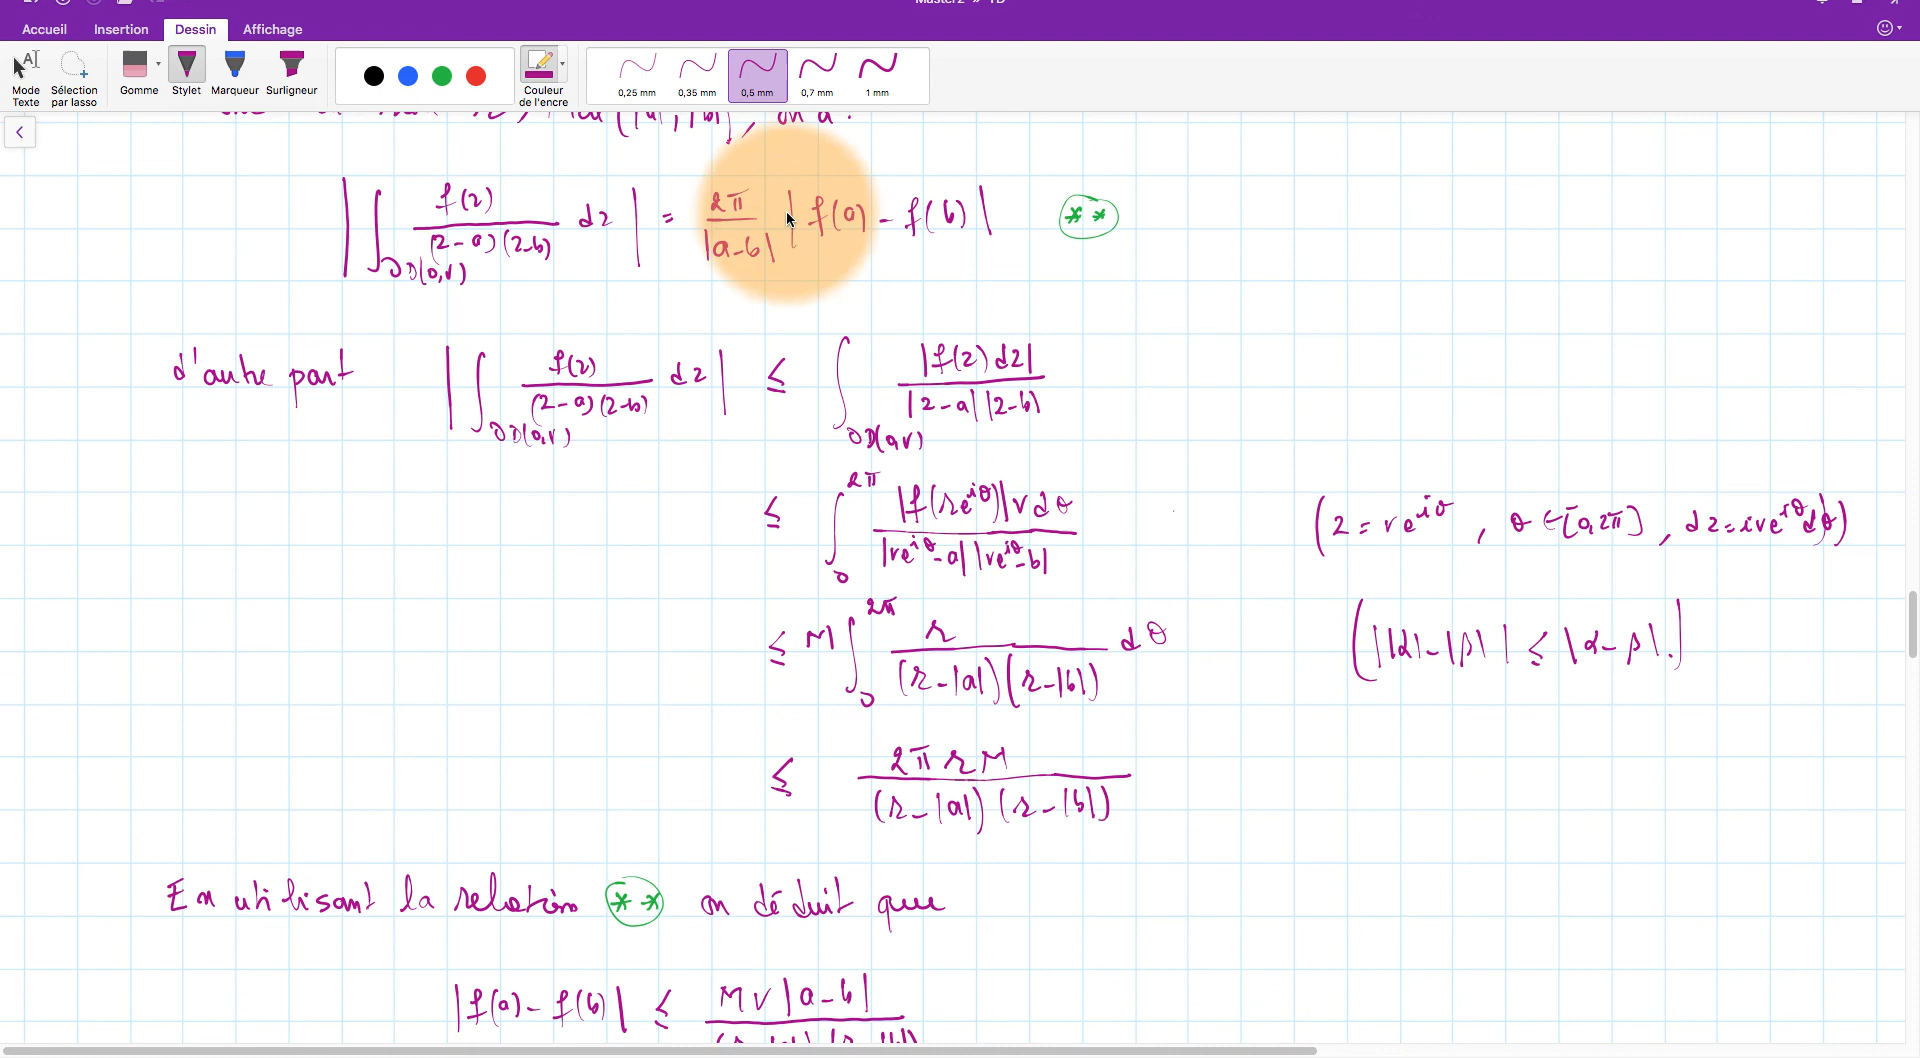 Accueil Insertion Dessin Affichage
Mode Texte Sélection par lasso Gomme Stylet Marqueur Surligneur Couleur de l'encre 0,25 mm 0,35 mm 0,5 mm 0,7 mm 1 mm
|∫_{∂D(0,r)} f(z)/((z-a)(z-b)) dz| = 2π/|a-b| |f(a) - f(b)| (**)
d'autre part |∫_{∂D(0,r)} f(z)/((z-a)(z-b)) dz| ≤ ∫_{∂D(0,r)} |f(z) dz|/(|z-a||z-b|)
≤ ∫_0^{2π} |f(re^{iθ})| r dθ/(|re^{iθ}-a||re^{iθ}-b|) (z = re^{iθ}, θ ∈ [0,2π], dz = ire^{iθ}dθ)
≤ M ∫_0^{2π} r/((r-|a|)(r-|b|)) dθ (||α|-|β|| ≤ |α-β|.)
≤ 2πrM/((r-|a|)(r-|b|))
En utilisant la relation (**) on déduit que
|f(a) - f(b)| ≤ Mr|a-b|